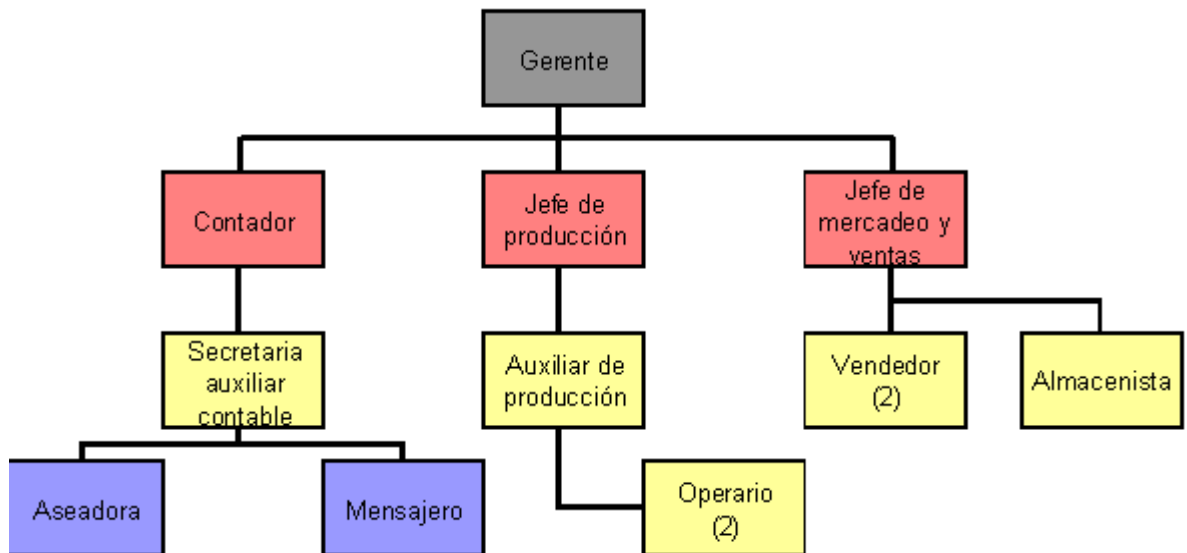 Gerente
Contador
Jefe de
producción
Jefe de
mercadeo y
ventas
Secretaria
auxiliar
contable
Auxiliar de
producción
Vendedor
(2)
Almacenista
Aseadora
Mensajero
Operario
(2)